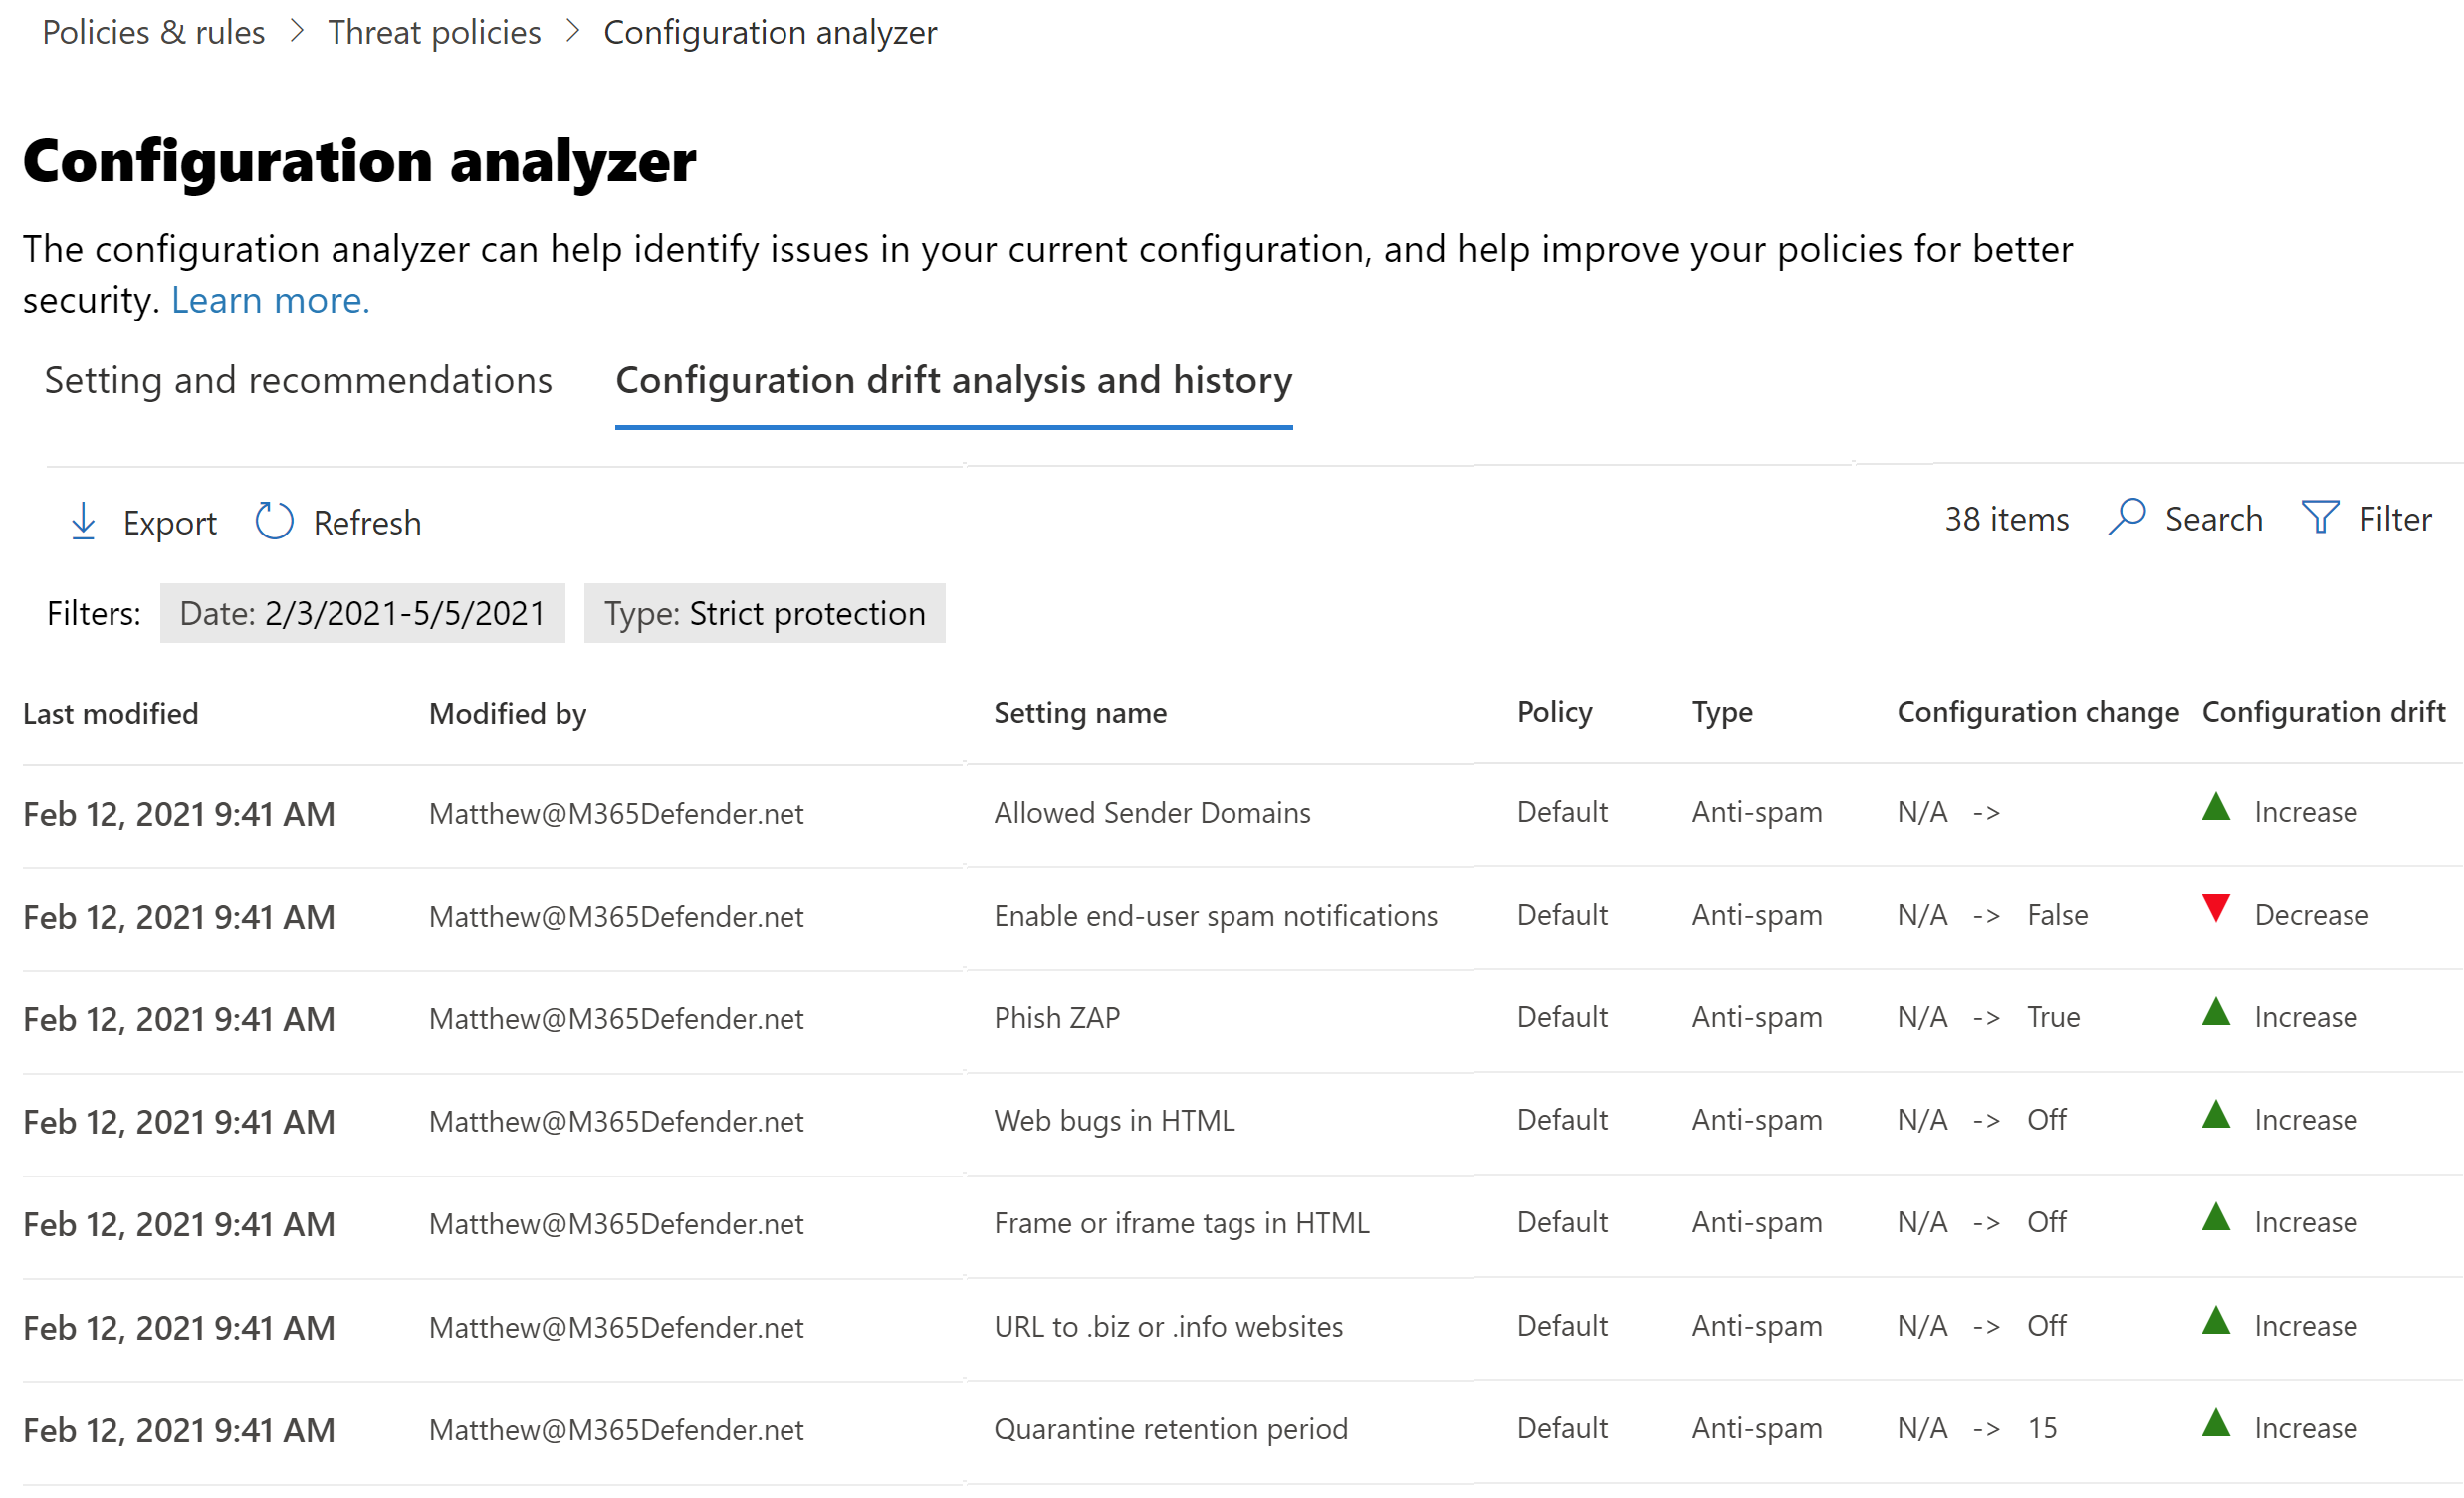 Policies & rules > Threat policies > Configuration analyzer
Configuration analyzer
The configuration analyzer can help identify issues in your current configuration, and help improve your policies for better
security. Learn more.
Setting and recommendations Configuration drift analysis and history
Export Refresh 38 items Search Filter
Filters: Date: 2/3/2021-5/5/2021 Type: Strict protection
Last modified Modified by Setting name Policy Type Configuration change Configuration drift
Feb 12, 2021 9:41 AM Matthew@M365Defender.net Allowed Sender Domains Default Anti-spam N/A -> Increase
Feb 12, 2021 9:41 AM Matthew@M365Defender.net Enable end-user spam notifications Default Anti-spam N/A -> False Decrease
Feb 12, 2021 9:41 AM Matthew@M365Defender.net Phish ZAP Default Anti-spam N/A -> True Increase
Feb 12, 2021 9:41 AM Matthew@M365Defender.net Web bugs in HTML Default Anti-spam N/A -> Off Increase
Feb 12, 2021 9:41 AM Matthew@M365Defender.net Frame or iframe tags in HTML Default Anti-spam N/A -> Off Increase
Feb 12, 2021 9:41 AM Matthew@M365Defender.net URL to .biz or .info websites Default Anti-spam N/A -> Off Increase
Feb 12, 2021 9:41 AM Matthew@M365Defender.net Quarantine retention period Default Anti-spam N/A -> 15 Increase